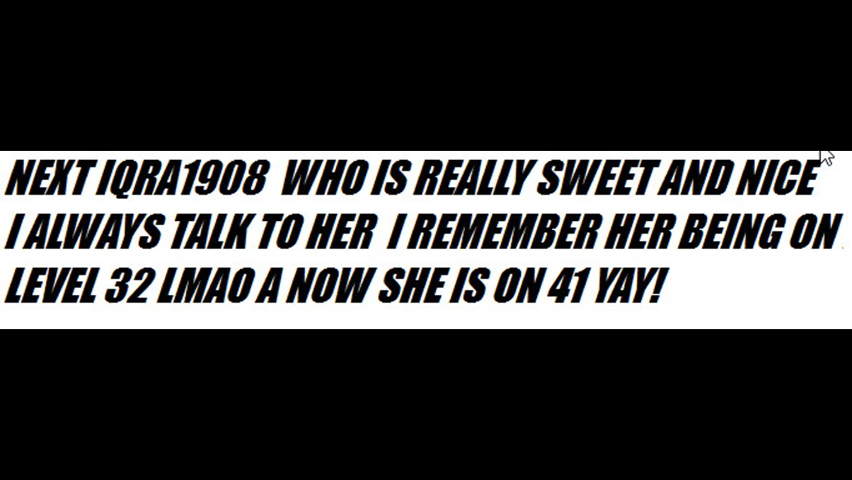 NEXT IQRA1908 WHO IS REALLY SWEET AND NICE
I ALWAYS TALK TO HER I REMEMBER HER BEING ON
LEVEL 32 LMAO A NOW SHE IS ON 41 YAY!